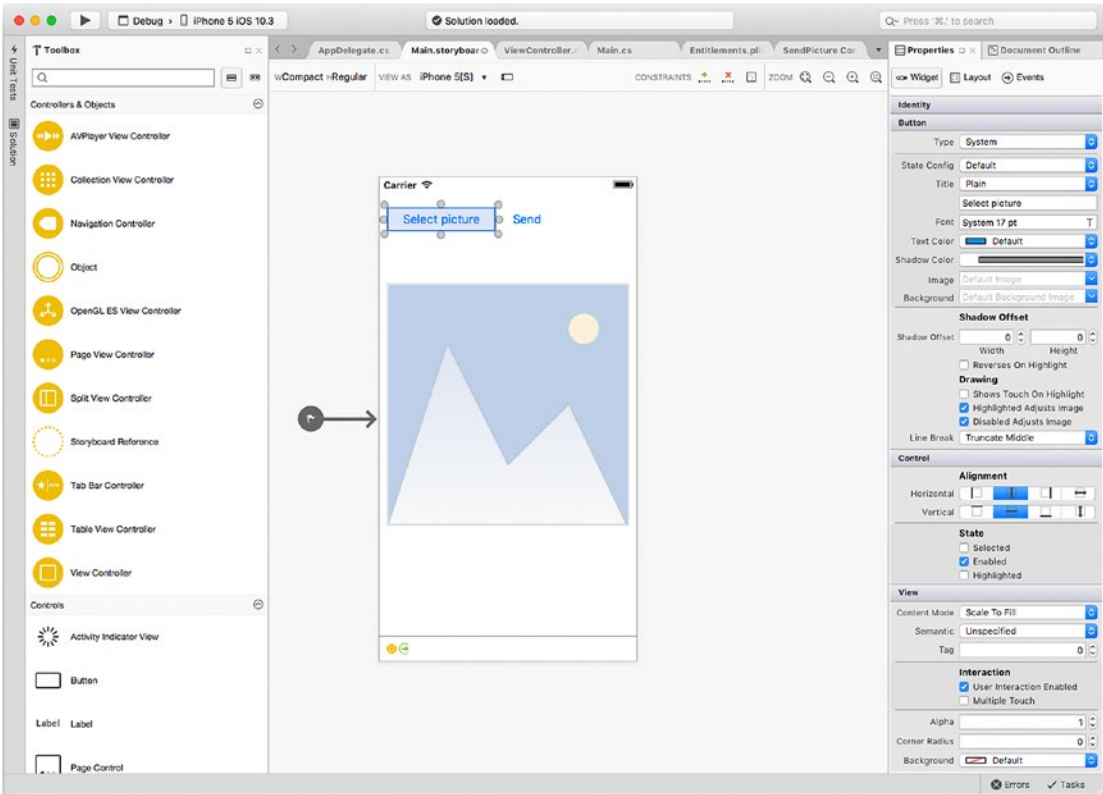 Debug › iPhone 5 iOS 10.3
Solution loaded.
Press '⌘.' to search
Unit Tests
Solution
Toolbox
Controllers & Objects
AVPlayer View Controller
Collection View Controller
Navigation Controller
Object
OpenGL ES View Controller
Page View Controller
Split View Controller
Storyboard Reference
Tab Bar Controller
Table View Controller
View Controller
Controls
Activity Indicator View
Button
Label Label
Page Control
AppDelegate.cs
Main.storyboar
ViewController.c
Main.cs
Entitlements.pli
SendPicture Cor
wCompact hRegular VIEW AS iPhone 5[S]
CONSTRAINTS
ZOOM
Carrier
Select picture Send
Properties
Document Outline
Widget Layout Events
Identity
Button
Type System
State Config Default
Title Plain
Select picture
Font System 17 pt T
Text Color Default
Shadow Color
Image Default Image
Background Default Background Image
Shadow Offset
Shadow Offset 0 0
Width Height
Reverses On Highlight
Drawing
Shows Touch On Highlight
Highlighted Adjusts Image
Disabled Adjusts Image
Line Break Truncate Middle
Control
Alignment
Horizontal
Vertical
State
Selected
Enabled
Highlighted
View
Content Mode Scale To Fill
Semantic Unspecified
Tag 0
Interaction
User Interaction Enabled
Multiple Touch
Alpha 1
Corner Radius 0
Background Default
Errors Tasks